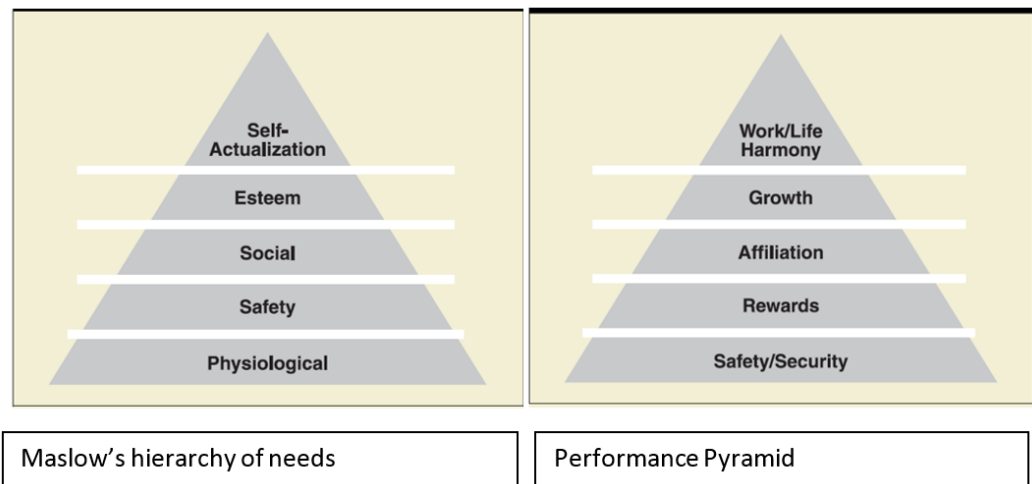 Self-
Actualization
Esteem
Social
Safety
Physiological
Work/Life
Harmony
Growth
Affiliation
Rewards
Safety/Security
Maslow’s hierarchy of needs
Performance Pyramid